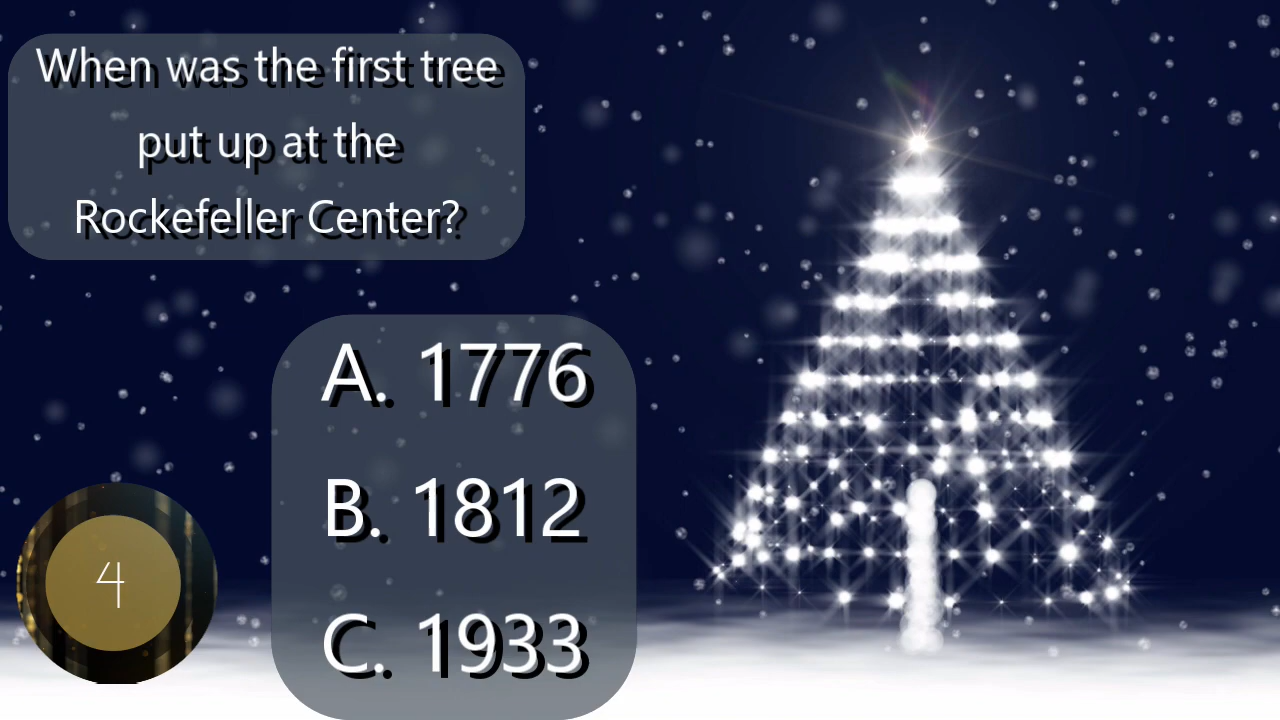 When was the first tree
put up at the
Rockefeller Center?
A. 1776
B. 1812
C. 1933
4